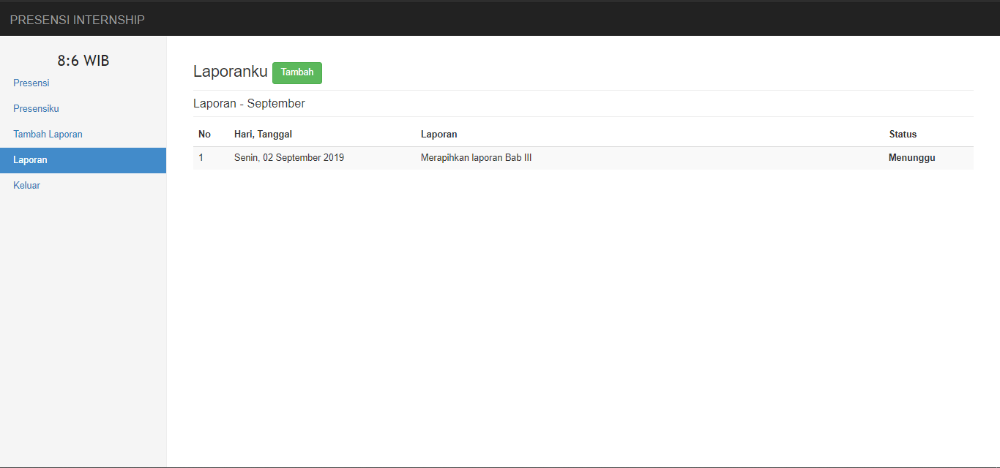 PRESENSI INTERNSHIP
8:6 WIB
Presensi
Presensiku
Tambah Laporan
Laporan
Keluar
Laporanku Tambah
Laporan - September
No Hari, Tanggal Laporan Status
1 Senin, 02 September 2019 Merapihkan laporan Bab III Menunggu